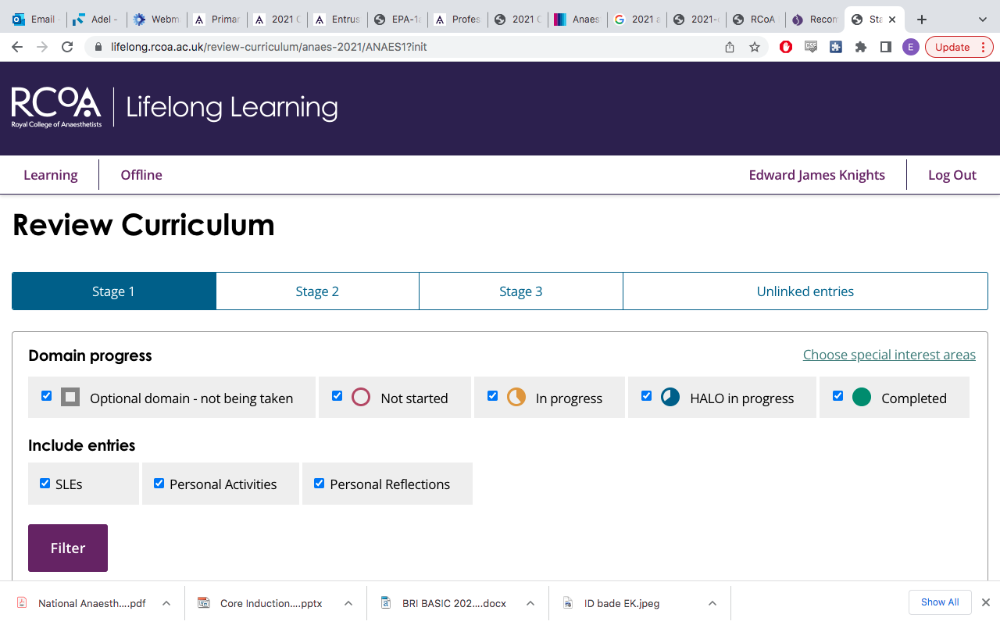 Email Adel - Webm Primar 2021 C Entrus EPA-1a Profes 2021 C Anaes 2021 a 2021- RCoA Recom Sta
lifelong.rcoa.ac.uk/review-curriculum/anaes-2021/ANAES1?init E Update
RCOA Lifelong Learning
Royal College of Anaesthetists
Learning Offline Edward James Knights Log Out
Review Curriculum
Stage 1 Stage 2 Stage 3 Unlinked entries
Domain progress Choose special interest areas
Optional domain - not being taken Not started In progress HALO in progress Completed
Include entries
SLEs Personal Activities Personal Reflections
Filter
National Anaesth....pdf Core Induction....pptx BRI BASIC 202....docx ID bade EK.jpeg Show All